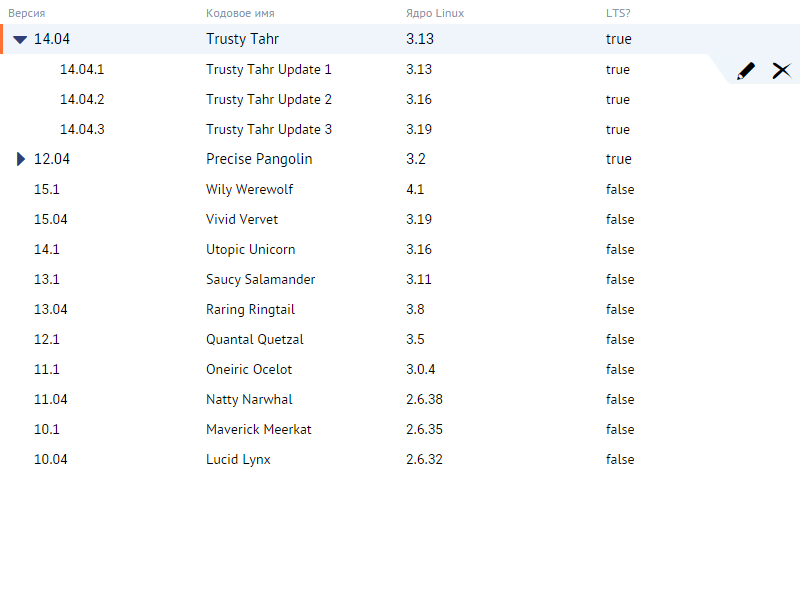 Версия Кодовое имя Ядро Linux LTS?
14.04 Trusty Tahr 3.13 true
14.04.1 Trusty Tahr Update 1 3.13 true
14.04.2 Trusty Tahr Update 2 3.16 true
14.04.3 Trusty Tahr Update 3 3.19 true
12.04 Precise Pangolin 3.2 true
15.1 Wily Werewolf 4.1 false
15.04 Vivid Vervet 3.19 false
14.1 Utopic Unicorn 3.16 false
13.1 Saucy Salamander 3.11 false
13.04 Raring Ringtail 3.8 false
12.1 Quantal Quetzal 3.5 false
11.1 Oneiric Ocelot 3.0.4 false
11.04 Natty Narwhal 2.6.38 false
10.1 Maverick Meerkat 2.6.35 false
10.04 Lucid Lynx 2.6.32 false